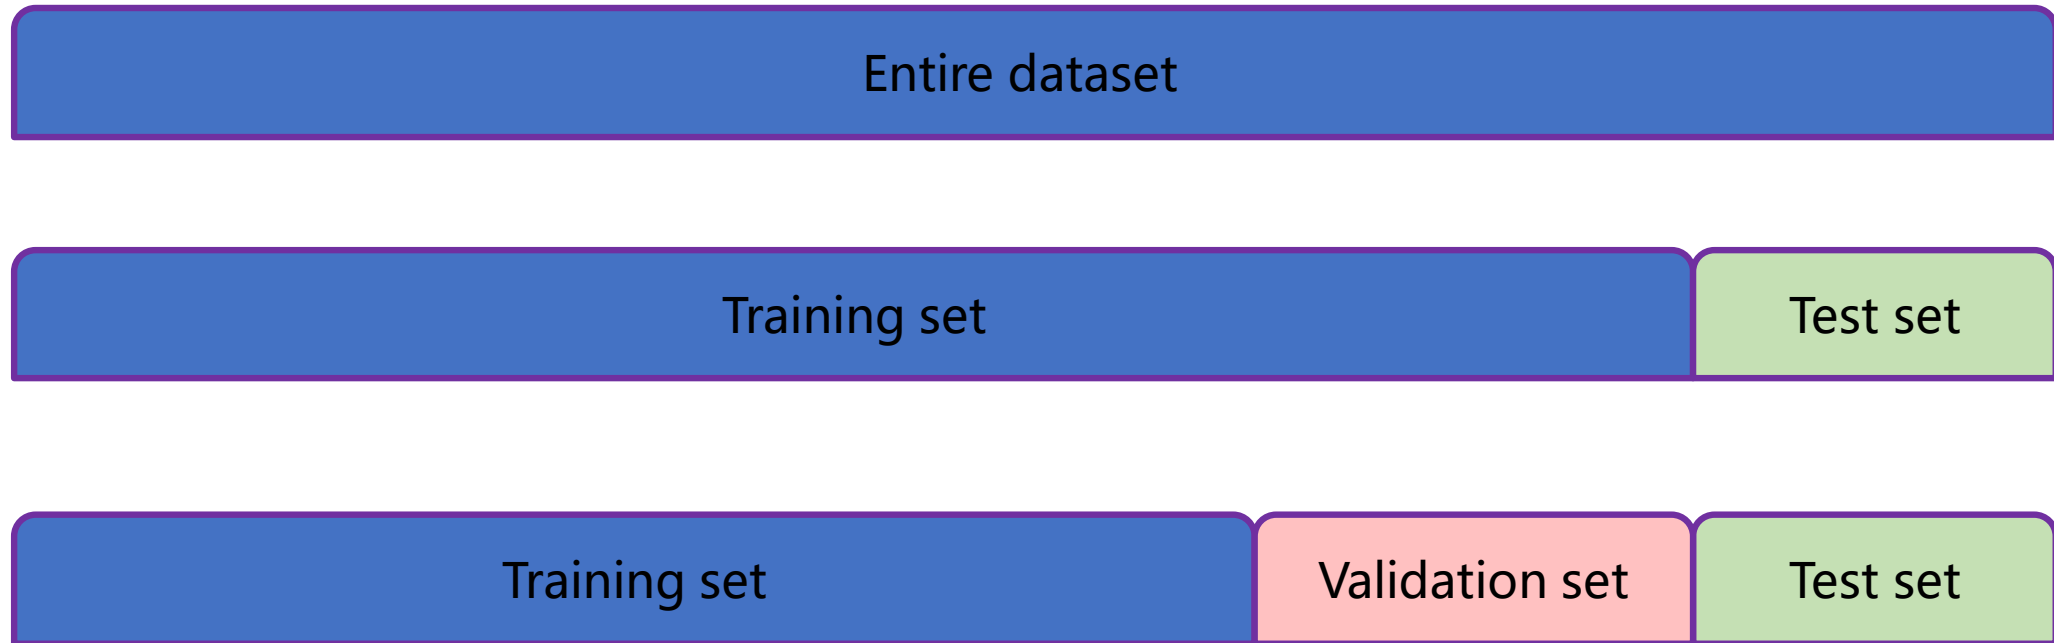 Entire dataset
Training set
Test set
Training set
Validation set
Test set